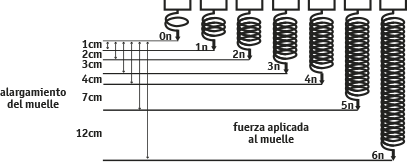 0n
1cm
1n
2cm
2n
3cm
3n
4cm
4n
alargamiento
del muelle
7cm
5n
12cm
fuerza aplicada
al muelle
6n